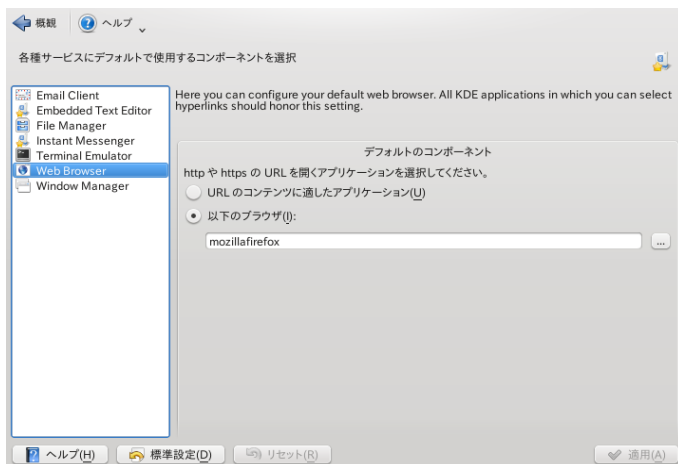 概観 ヘルプ
各種サービスにデフォルトで使用するコンポーネントを選択
Email Client
Embedded Text Editor
File Manager
Instant Messenger
Terminal Emulator
Web Browser
Window Manager
Here you can configure your default web browser. All KDE applications in which you can select
hyperlinks should honor this setting.
デフォルトのコンポーネント
http や https の URL を開くアプリケーションを選択してください。
URL のコンテンツに適したアプリケーション(U)
以下のブラウザ(I):
mozillafirefox
...
ヘルプ(H) 標準設定(D) リセット(R) 適用(A)